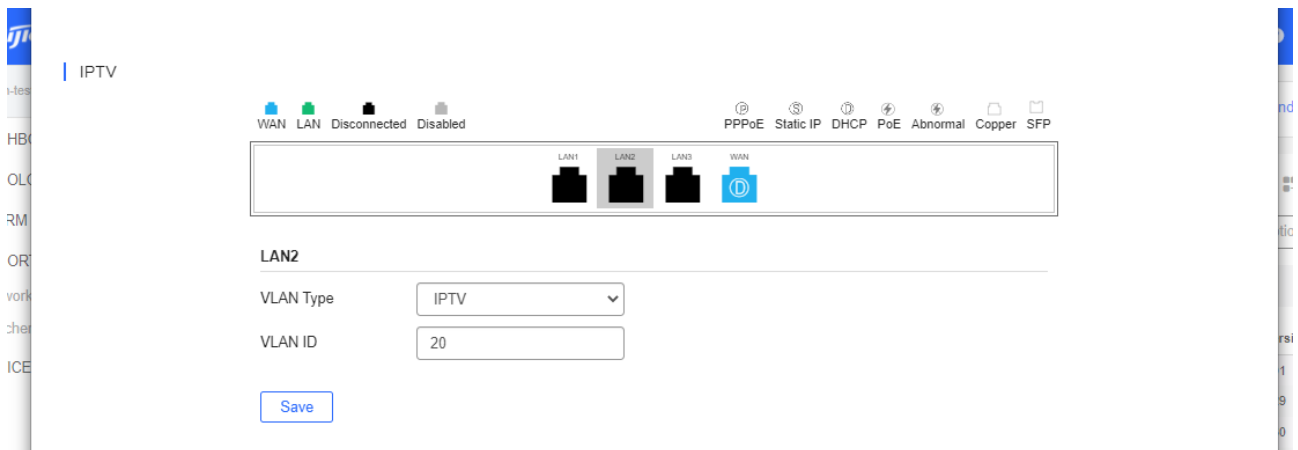 IPTV
WAN LAN Disconnected Disabled
PPPoE Static IP DHCP PoE Abnormal Copper SFP
LAN1 LAN2 LAN3 WAN
D
LAN2
VLAN Type IPTV
VLAN ID 20
Save